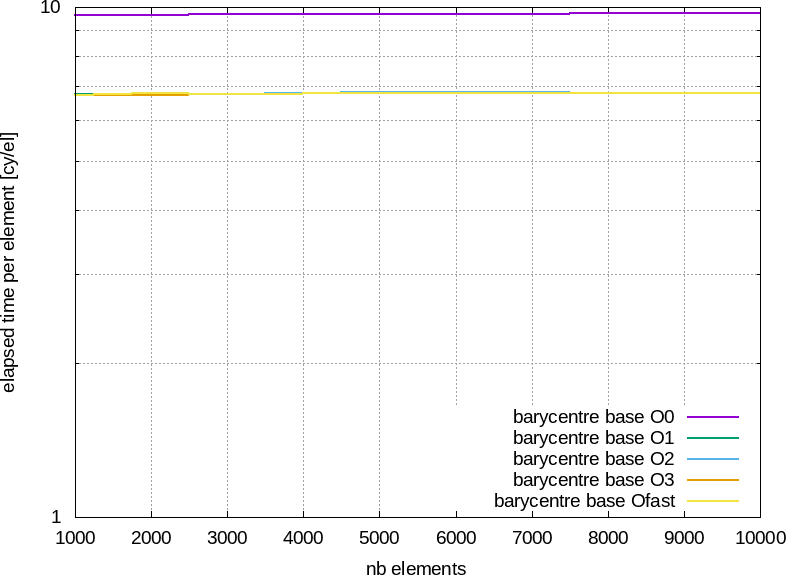 10
1
elapsed time per element [cy/el]
barycentre base O0
barycentre base O1
barycentre base O2
barycentre base O3
barycentre base Ofast
1000 2000 3000 4000 5000 6000 7000 8000 9000 10000
nb elements